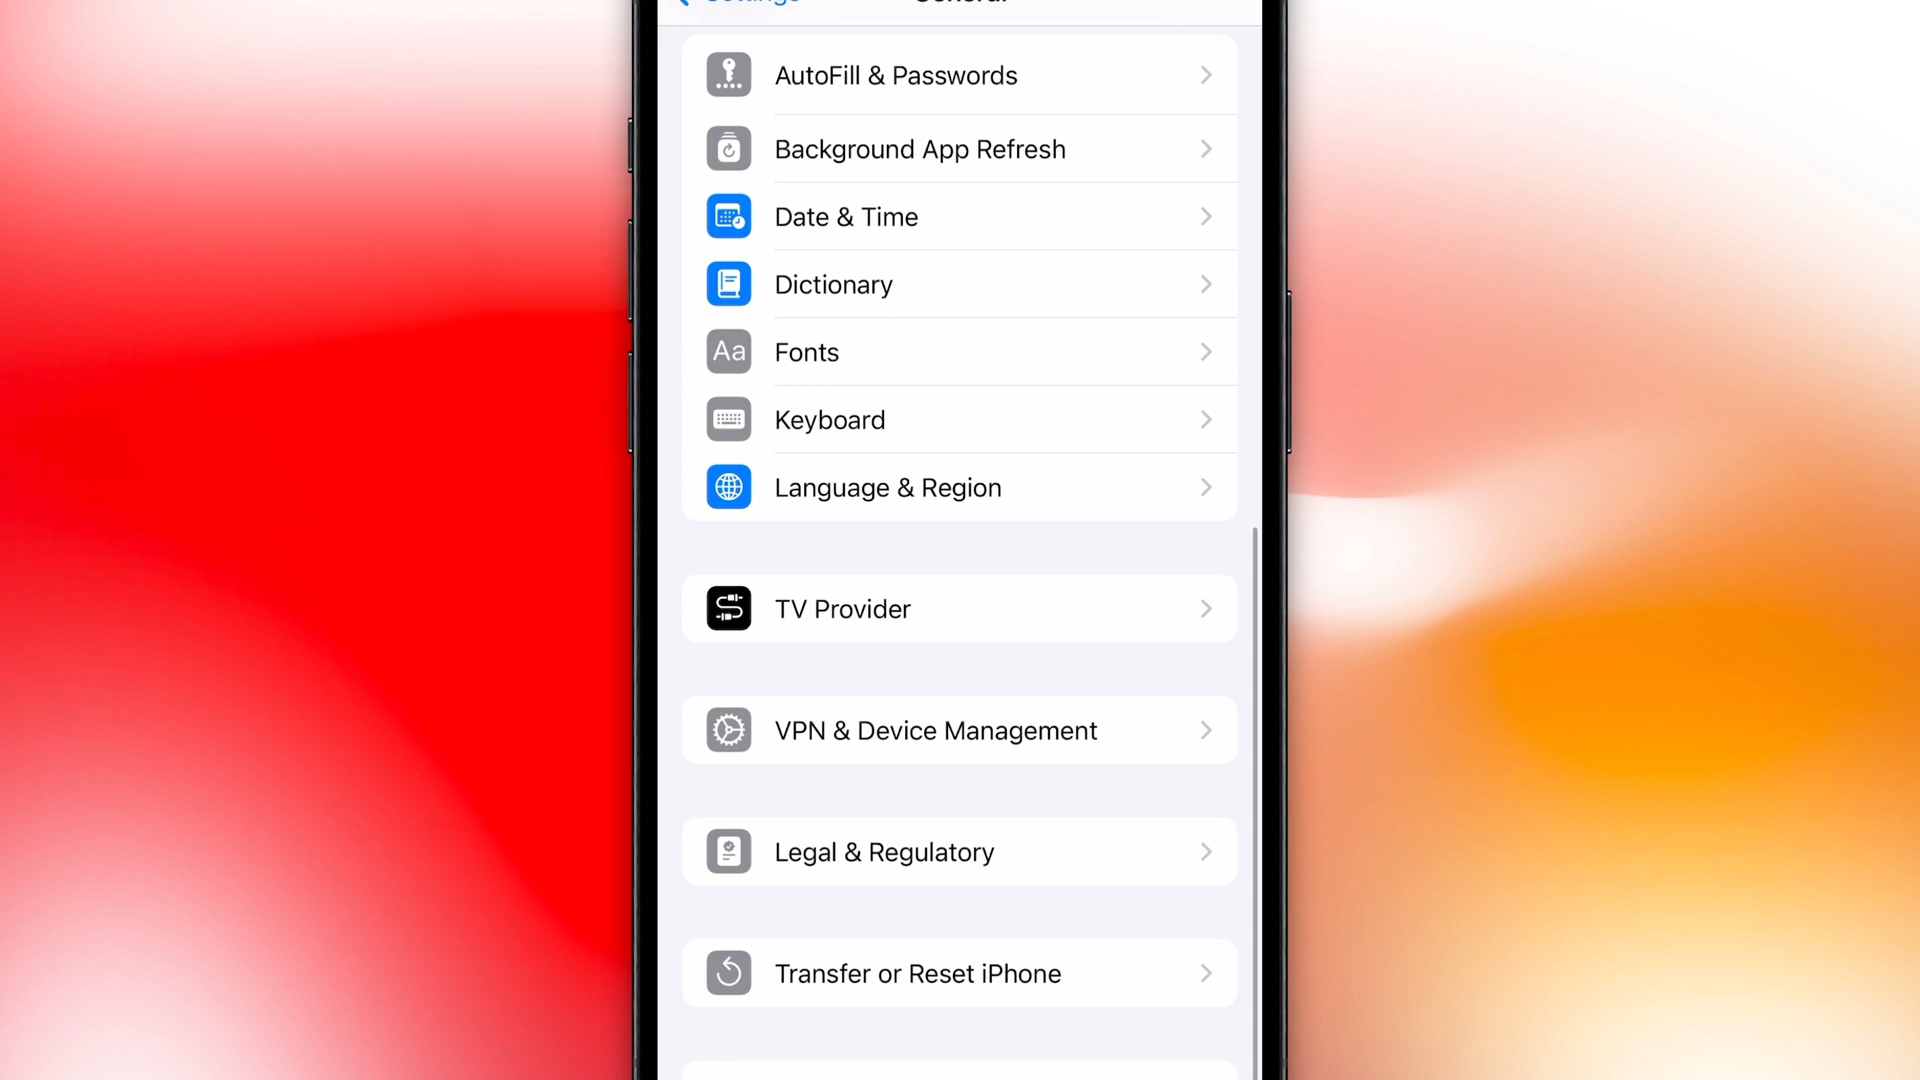 Settings
General
AutoFill & Passwords
Background App Refresh
Date & Time
Dictionary
Aa
Fonts
Keyboard
Language & Region
TV Provider
VPN & Device Management
Legal & Regulatory
Transfer or Reset iPhone